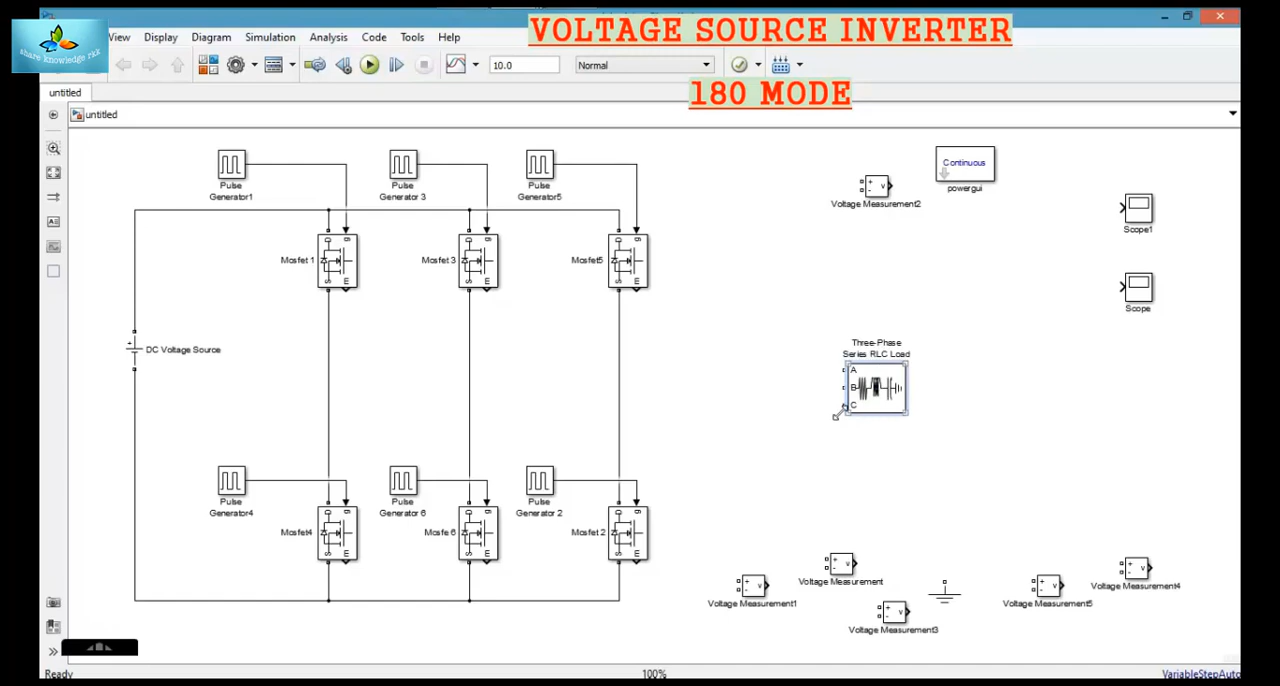 VOLTAGE SOURCE INVERTER
share knowledge rkk
View Display Diagram Simulation Analysis Code Tools Help
10.0 Normal
180 MODE
untitled
untitled
Continuous
powergui
Pulse Generator1
Pulse Generator 3
Pulse Generator5
Voltage Measurement2
Scope1
Mosfet 1
Mosfet 3
Mosfet5
Scope
DC Voltage Source
Three-Phase
Series RLC Load
A
B
C
Pulse Generator4
Pulse Generator 6
Pulse Generator 2
Mosfet4
Mosfe 6
Mosfet 2
Voltage Measurement1
Voltage Measurement
Voltage Measurement3
Voltage Measurement5
Voltage Measurement4
Ready 100% VariableStepAuto